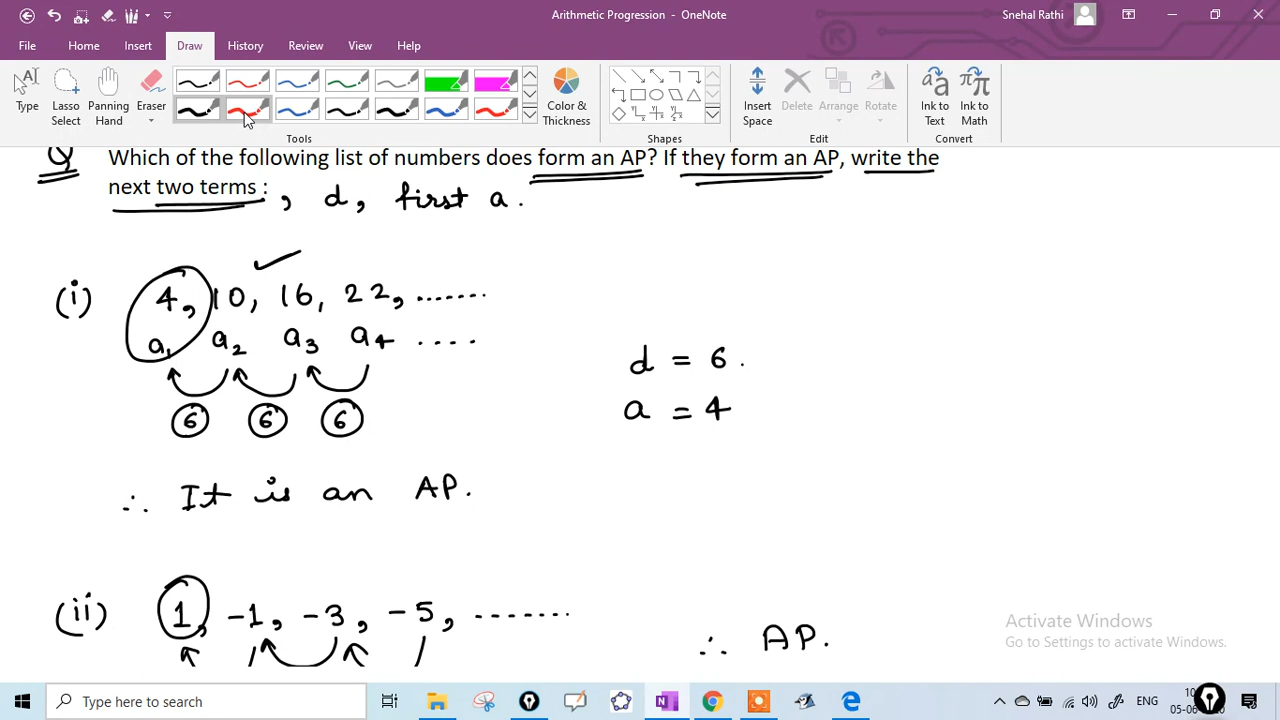 Arithmetic Progression - OneNote
Snehal Rathi
File Home Insert Draw History Review View Help
Type
Lasso Select
Panning Hand
Eraser
Color & Thickness
Insert Space
Delete
Arrange
Rotate
Ink to Text
Ink to Math
Tools
Shapes
Edit
Convert
Q Which of the following list of numbers does form an AP? If they form an AP, write the
next two terms : , d, first a.
(i) 4, 10, 16, 22, .......
a1 a2 a3 a4 ....
6 6 6
d = 6.
a = 4
∴ It is an AP.
(ii) 1, -1, -3, -5, ........
∴ AP.
Activate Windows
Go to Settings to activate Windows.
Type here to search
ENG